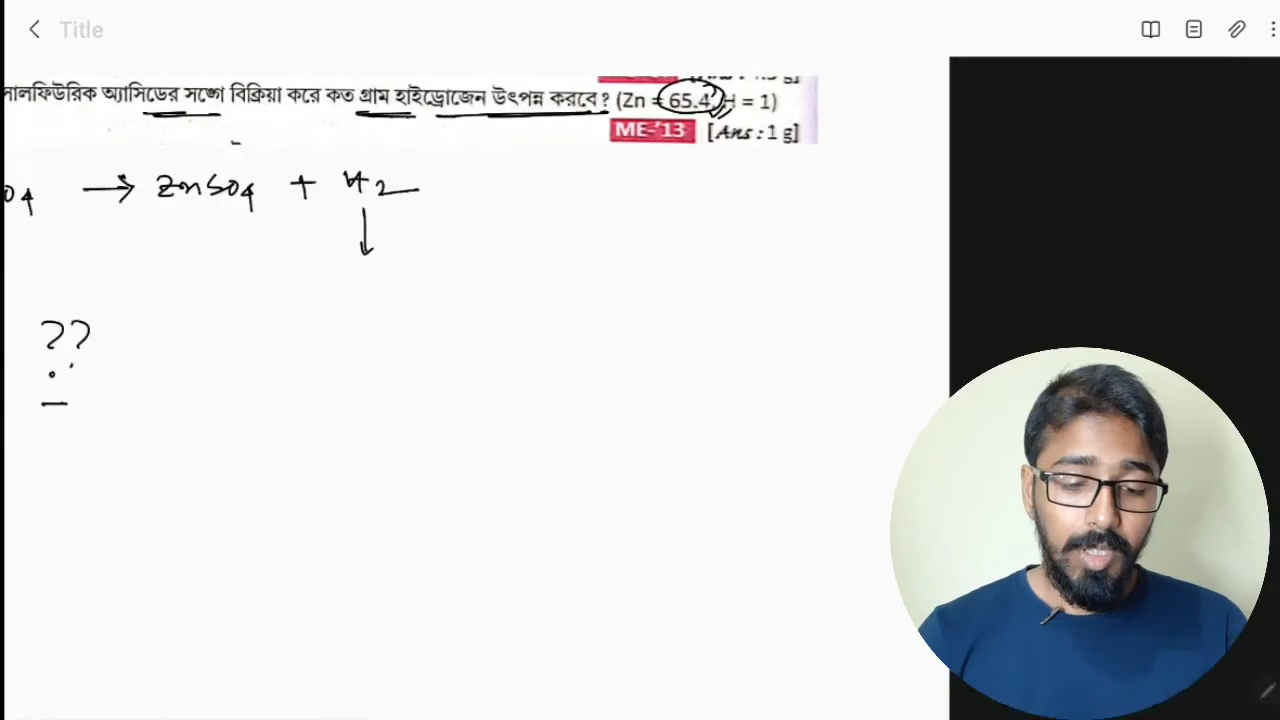 Title
সালফিউরিক অ্যাসিডের সঙ্গে বিক্রিয়া করে কত গ্রাম হাইড্রোজেন উৎপন্ন করবে? (Zn = 65.4, H = 1)
ME-'13 [Ans : 1 g]
O4 → ZnSO4 + H2
??